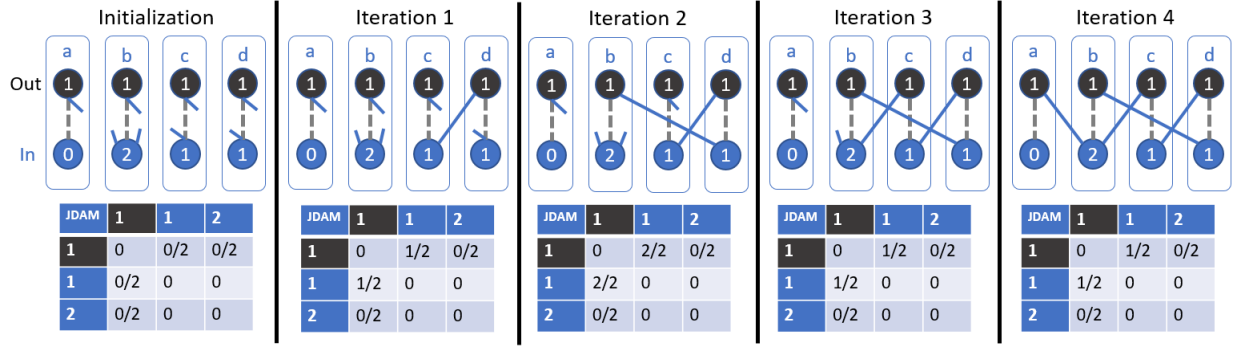 Initialization Iteration 1 Iteration 2 Iteration 3 Iteration 4
a b c d a b c d a b c d a b c d a b c d
Out 1 1 1 1 1 1 1 1 1 1 1 1 1 1 1 1 1 1 1 1
In 0 2 1 1 0 2 1 1 0 2 1 1 0 2 1 1 0 2 1 1
JDAM 1 1 2 JDAM 1 1 2 JDAM 1 1 2 JDAM 1 1 2 JDAM 1 1 2
1 0 0/2 0/2 1 0 1/2 0/2 1 0 2/2 0/2 1 0 1/2 0/2 1 0 1/2 0/2
1 0/2 0 0 1 1/2 0 0 1 2/2 0 0 1 1/2 0 0 1 1/2 0 0
2 0/2 0 0 2 0/2 0 0 2 0/2 0 0 2 0/2 0 0 2 0/2 0 0